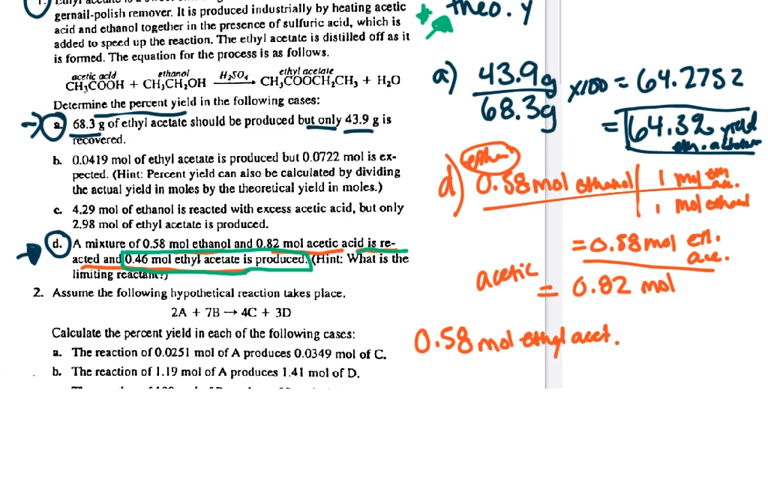 gernail-polish remover. It is produced industrially by heating acetic
acid and ethanol together in the presence of sulfuric acid, which is
added to speed up the reaction. The ethyl acetate is distilled off as it
is formed. The equation for the process is as follows.
acetic acid ethanol H₂SO₄ ethyl acetate
CH₃COOH + CH₃CH₂OH → CH₃COOCH₂CH₃ + H₂O
Determine the percent yield in the following cases:
a. 68.3 g of ethyl acetate should be produced but only 43.9 g is
recovered.
b. 0.0419 mol of ethyl acetate is produced but 0.0722 mol is ex-
pected. (Hint: Percent yield can also be calculated by dividing
the actual yield in moles by the theoretical yield in moles.)
c. 4.29 mol of ethanol is reacted with excess acetic acid, but only
2.98 mol of ethyl acetate is produced.
d. A mixture of 0.58 mol ethanol and 0.82 mol acetic acid is re-
acted and 0.46 mol ethyl acetate is produced. (Hint: What is the
limiting reactant?)
2. Assume the following hypothetical reaction takes place.
2A + 7B → 4C + 3D
Calculate the percent yield in each of the following cases:
a. The reaction of 0.0251 mol of A produces 0.0349 mol of C.
b. The reaction of 1.19 mol of A produces 1.41 mol of D.
theo. y
a) 43.9g
68.3g
x100 = 64.2752
= 64.32 yield
d) 0.58 mol ethanol 1 mol
1 mol ethanol
= 0.58 mol eth.
ace.
acetic = 0.82 mol
0.58 mol ethyl acet.